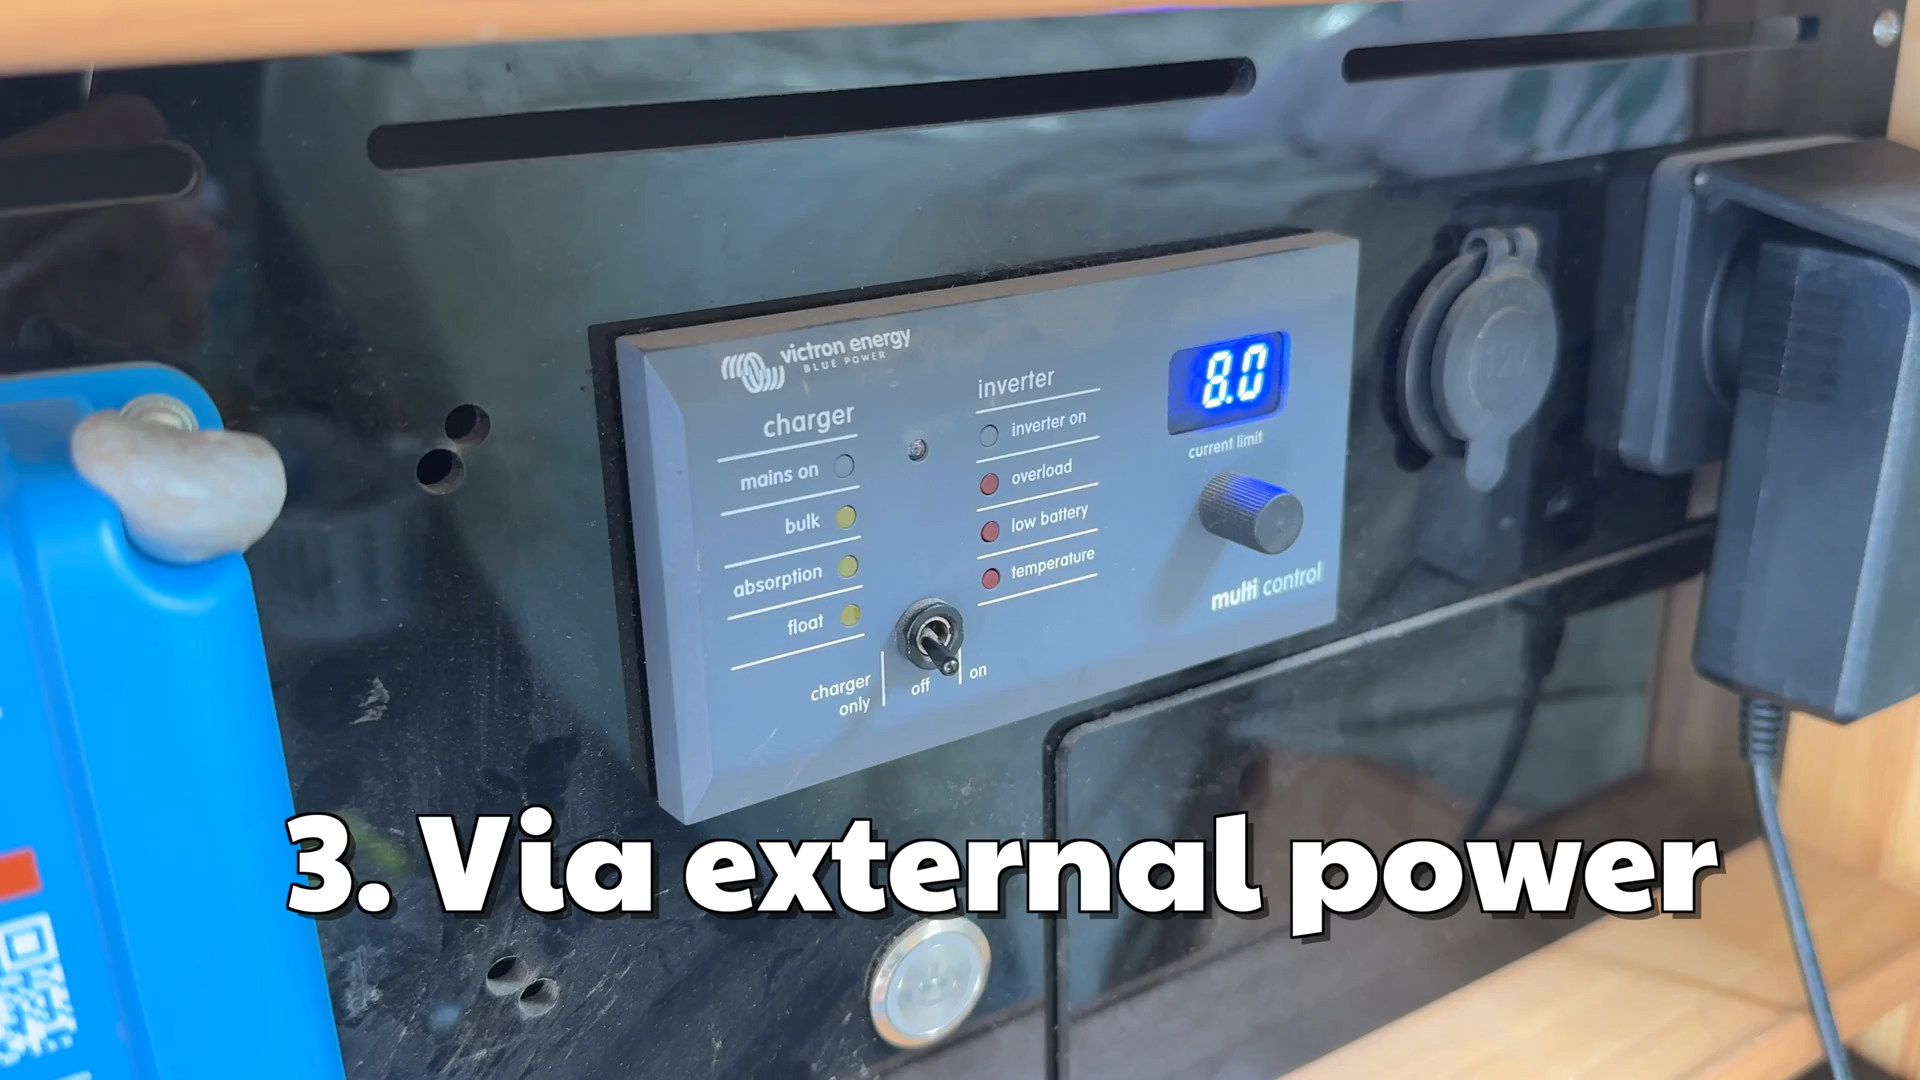 victron energy
BLUE POWER
charger
mains on
bulk
absorption
float
charger
only
off
on
inverter
inverter on
overload
low battery
temperature
8.0
current limit
multi control
3. Via external power